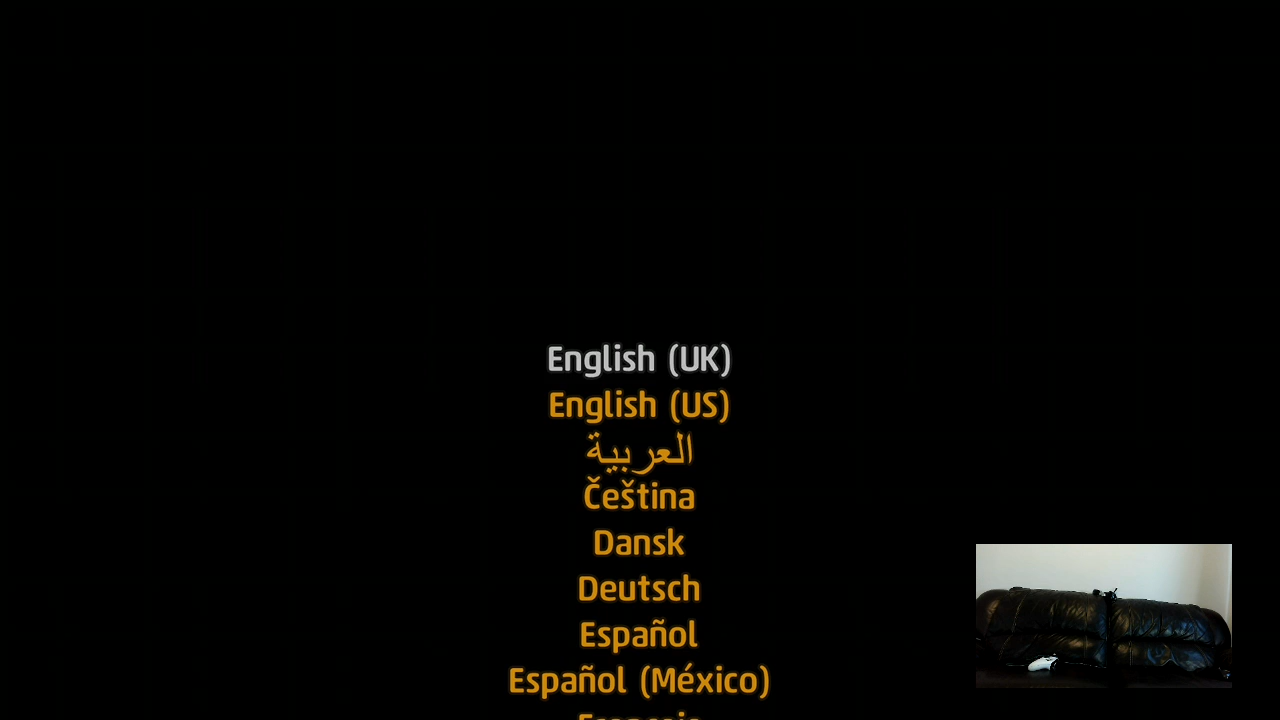 English (UK)
English (US)
العربية
Čeština
Dansk
Deutsch
Español
Español (México)